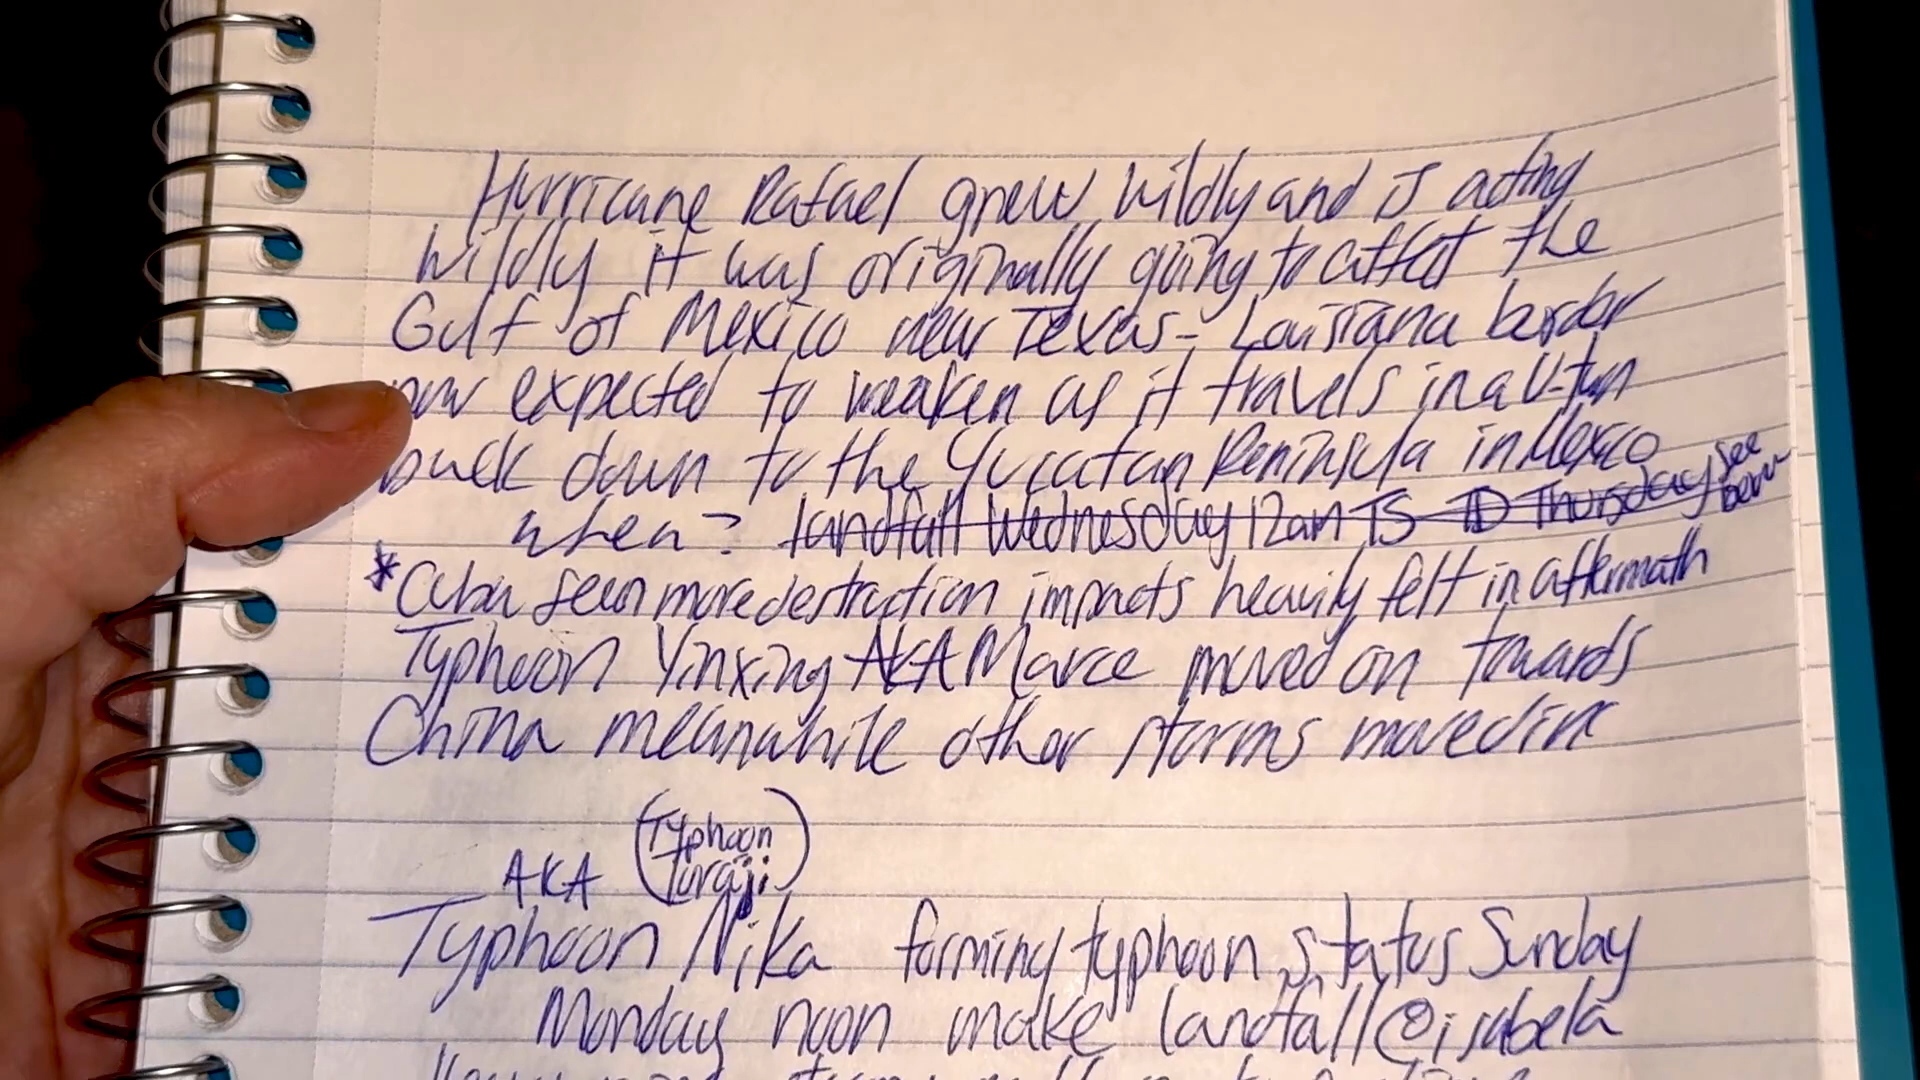 Hurricane Rafael grew wildly and is acting
wildly it was originally going to affect the
Gulf of Mexico near Texas - Louisiana border
now expected to weaken as it travels in a U-turn
back down to the Yucatan Peninsula in Mexico
when? landfall Wednesday 12am TS TD Thursday see below
*Cuba seen more destruction impacts heavily felt in aftermath
Typhoon Yinxing AKA Marce moved on towards
China meanwhile other storms moved in
AKA (Typhoon Toraji)
Typhoon Nika forming typhoon status Sunday
Monday noon make landfall @ isabela